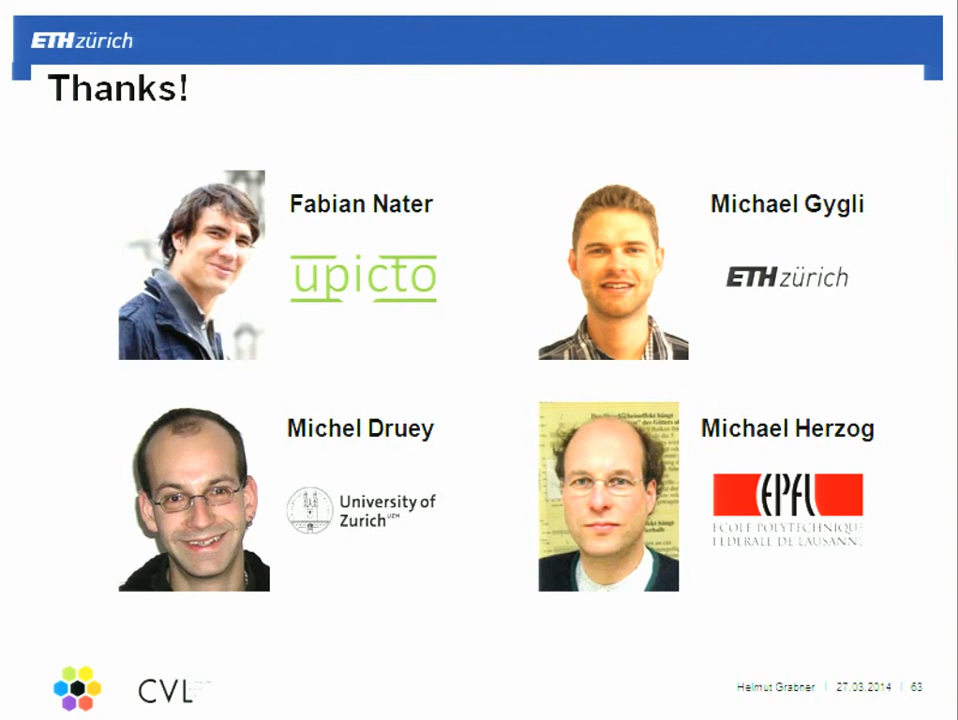 ETH zürich
Thanks!
Fabian Nater
upicto
Michael Gygli
ETH zürich
Michel Druey
University of
Zurich UZH
Michael Herzog
EPFL
ECOLE POLYTECHNIQUE
FEDERALE DE LAUSANNE
CVL
Helmut Grabner | 27.03.2014 | 63